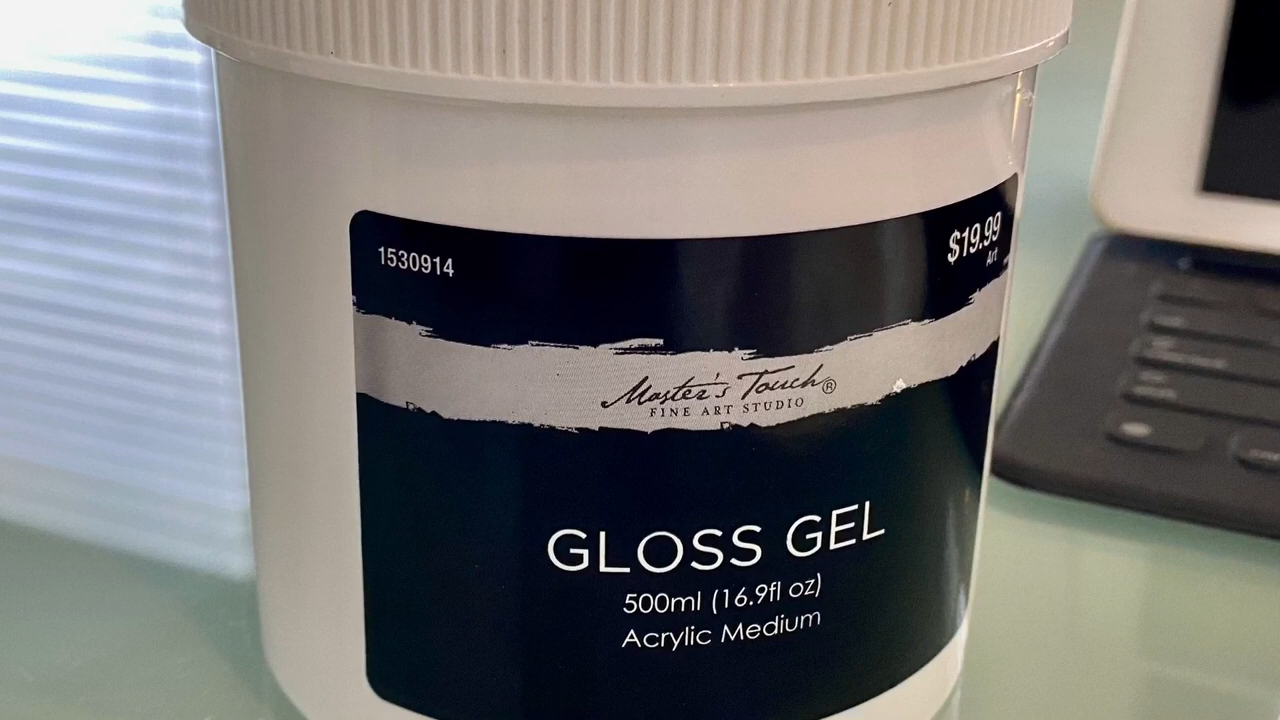 1530914
$19.99
Art
Master's Touch®
FINE ART STUDIO
GLOSS GEL
500ml (16.9fl oz)
Acrylic Medium